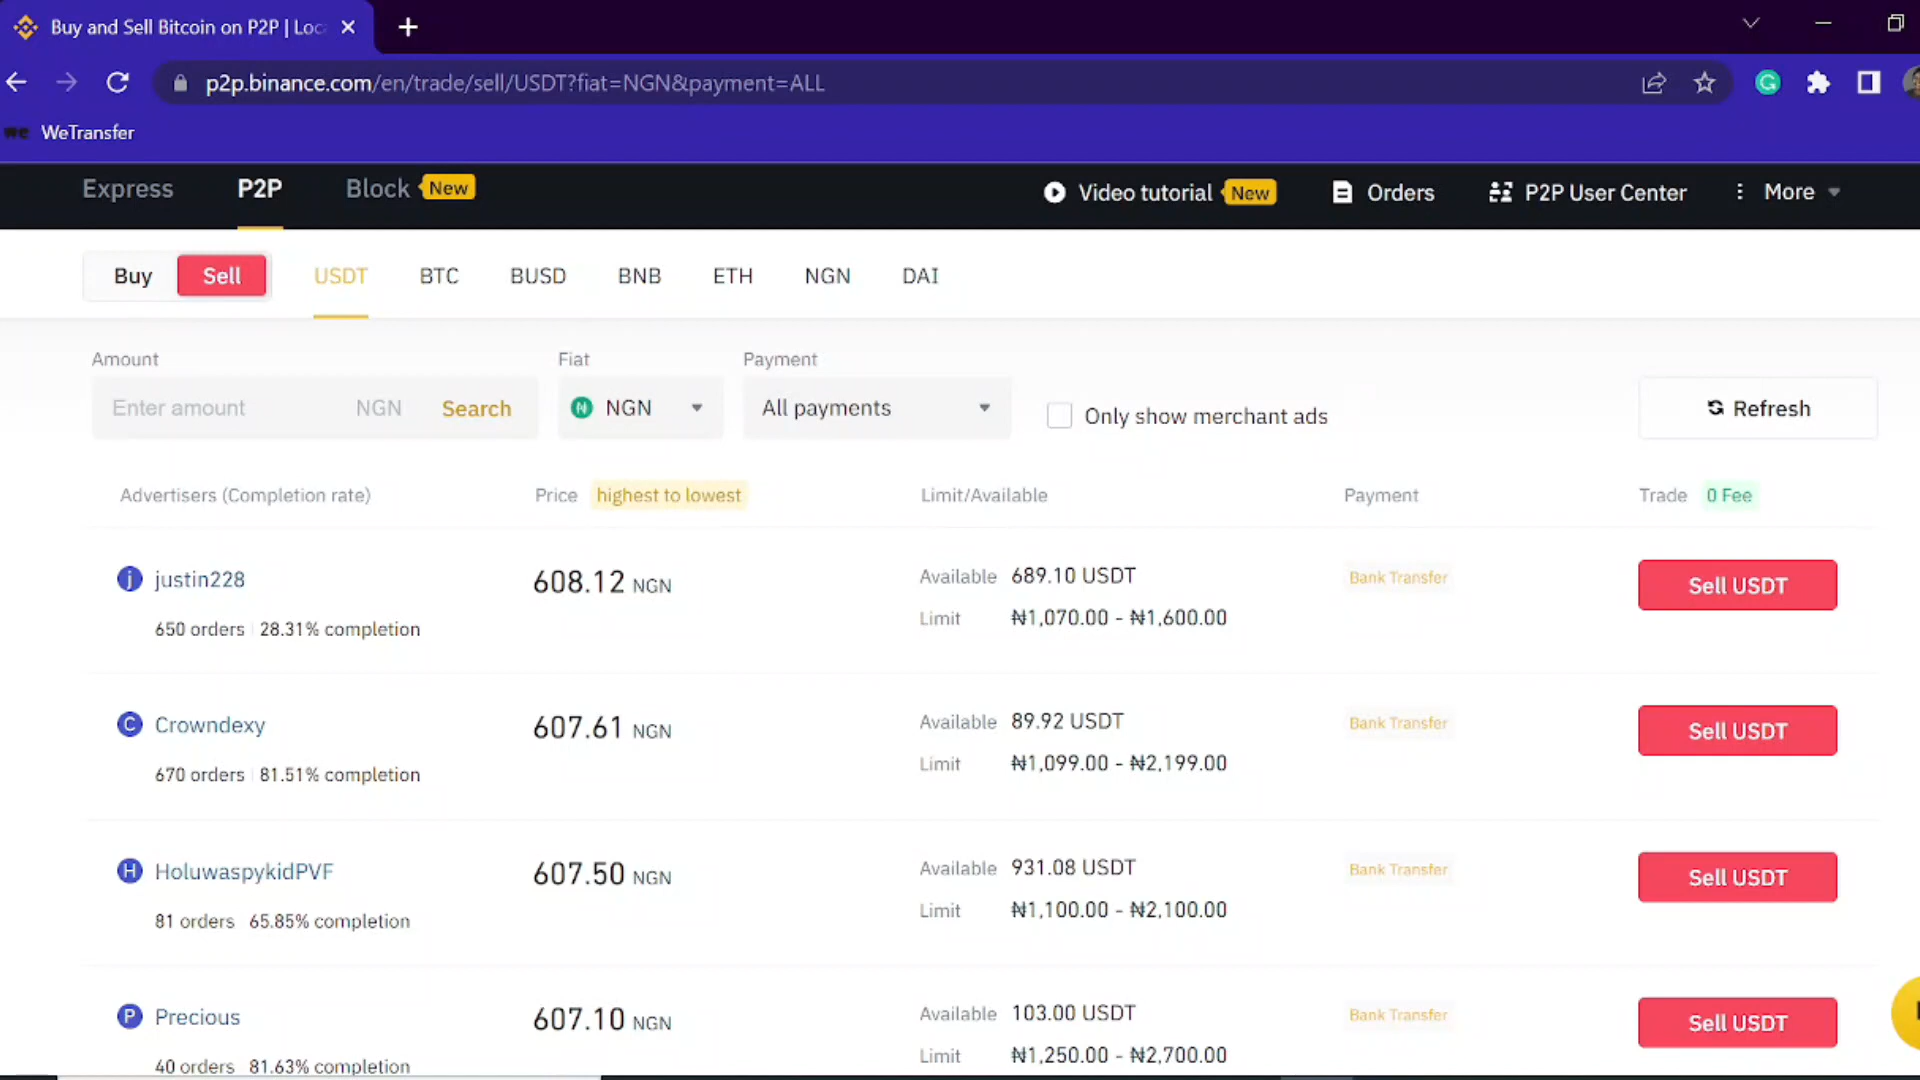 Buy and Sell Bitcoin on P2P | Loc
p2p.binance.com/en/trade/sell/USDT?fiat=NGN&payment=ALL
we WeTransfer
Express P2P Block New Video tutorial New Orders P2P User Center More
Buy Sell USDT BTC BUSD BNB ETH NGN DAI
Amount Fiat Payment
Enter amount NGN Search NGN All payments Only show merchant ads Refresh
Advertisers (Completion rate) Price highest to lowest Limit/Available Payment Trade 0 Fee
j justin228 608.12 NGN Available 689.10 USDT Bank Transfer Sell USDT
650 orders 28.31% completion Limit ₦1,070.00 - ₦1,600.00
C Crowndexy 607.61 NGN Available 89.92 USDT Bank Transfer Sell USDT
670 orders 81.51% completion Limit ₦1,099.00 - ₦2,199.00
H HoluwaspykidPVF 607.50 NGN Available 931.08 USDT Bank Transfer Sell USDT
81 orders 65.85% completion Limit ₦1,100.00 - ₦2,100.00
P Precious 607.10 NGN Available 103.00 USDT Bank Transfer Sell USDT
40 orders 81.63% completion Limit ₦1,250.00 - ₦2,700.00